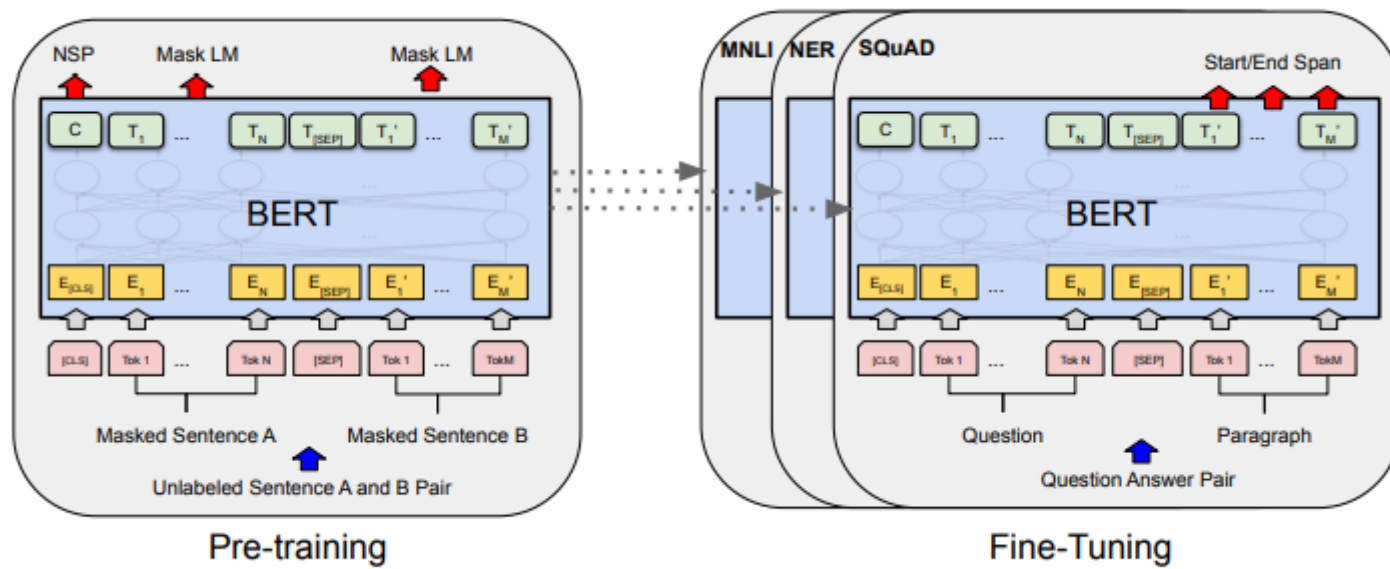 NSP Mask LM Mask LM
C T1 ... TN T[SEP] T1' ... TM'
...
BERT
...
E[CLS] E1 ... EN E[SEP] E1' ... EM'
[CLS] Tok 1 ... Tok N [SEP] Tok 1 ... TokM
Masked Sentence A Masked Sentence B
Unlabeled Sentence A and B Pair
Pre-training
MNLI NER SQuAD
Start/End Span
C T1 ... TN T[SEP] T1' ... TM'
...
BERT
...
E[CLS] E1 ... EN E[SEP] E1' ... EM'
[CLS] Tok 1 ... Tok N [SEP] Tok 1 ... TokM
Question Paragraph
Question Answer Pair
Fine-Tuning